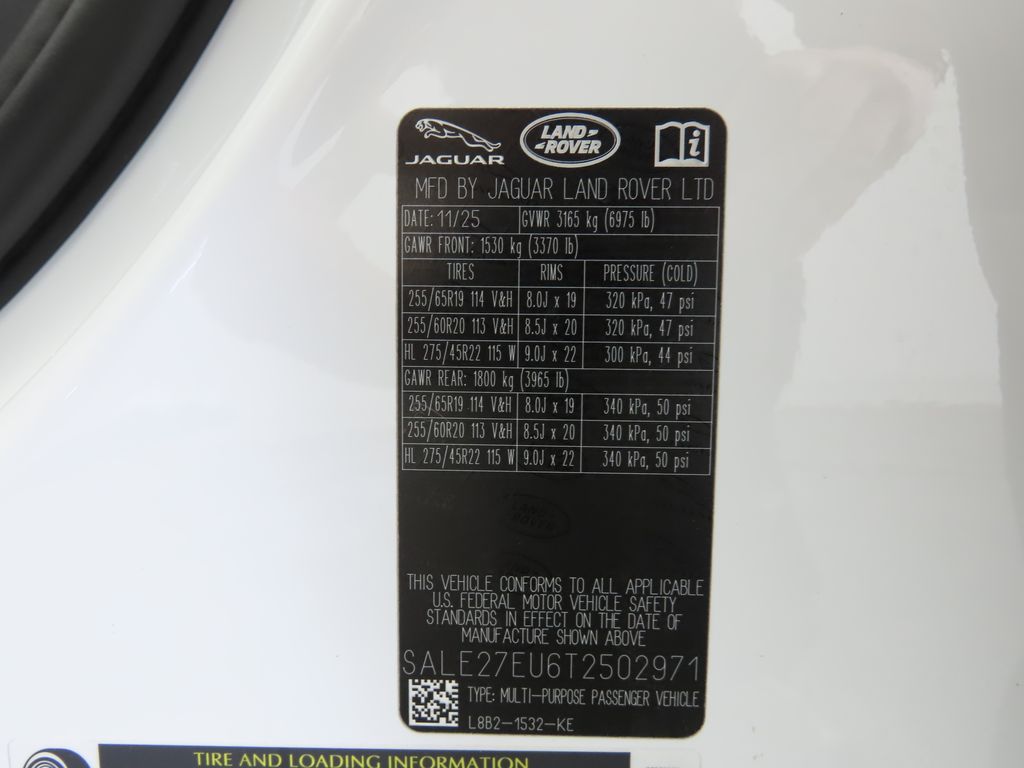 JAGUAR
LAND-
-ROVER
i
MFD BY JAGUAR LAND ROVER LTD
DATE: 11/25 GVWR 3165 kg (6975 lb)
GAWR FRONT: 1530 kg (3370 lb)
TIRES RIMS PRESSURE (COLD)
255/65R19 114 V&H 8.0J x 19 320 kPa, 47 psi
255/60R20 113 V&H 8.5J x 20 320 kPa, 47 psi
HL 275/45R22 115 W 9.0J x 22 300 kPa, 44 psi
GAWR REAR: 1800 kg (3965 lb)
255/65R19 114 V&H 8.0J x 19 340 kPa, 50 psi
255/60R20 113 V&H 8.5J x 20 340 kPa, 50 psi
HL 275/45R22 115 W 9.0J x 22 340 kPa, 50 psi
LAND-
ROVER
THIS VEHICLE CONFORMS TO ALL APPLICABLE
U.S. FEDERAL MOTOR VEHICLE SAFETY
STANDARDS IN EFFECT ON THE DATE OF
MANUFACTURE SHOWN ABOVE
SALE27EU6T2502971
TYPE: MULTI-PURPOSE PASSENGER VEHICLE
L8B2-1532-KE
TIRE AND LOADING INFORMATION